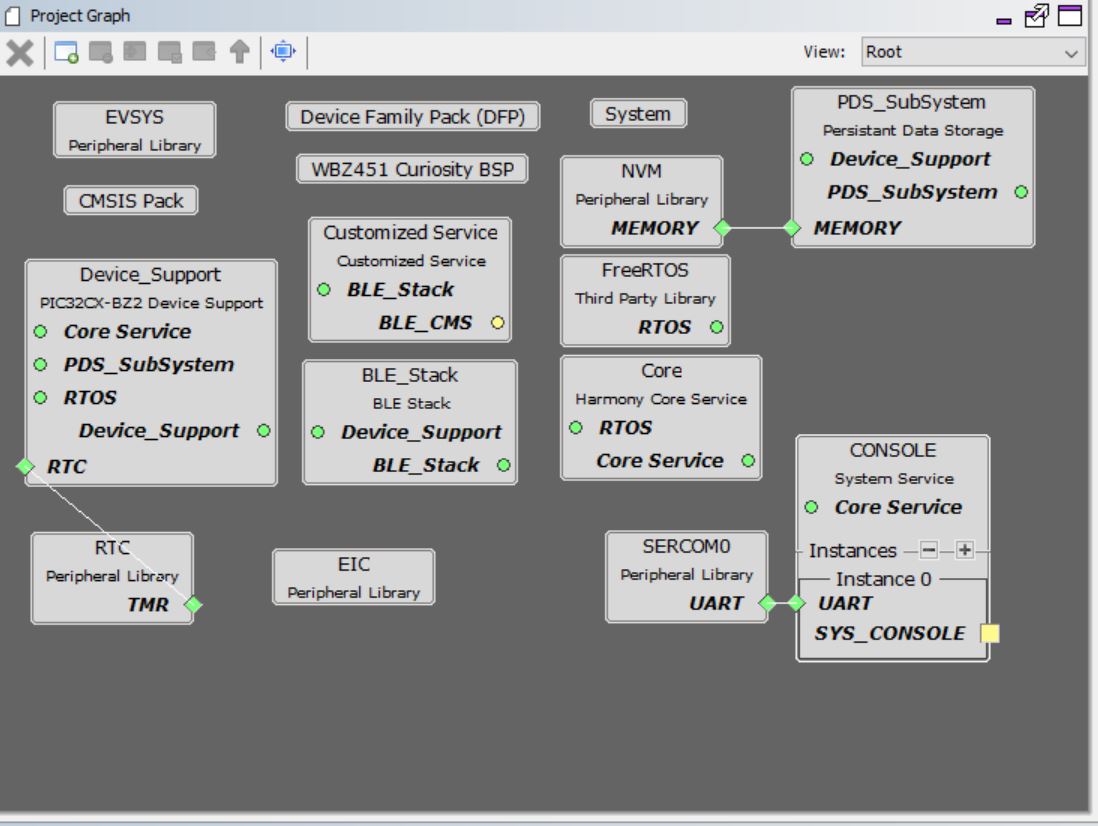 Project Graph
View:
Root
EVSYS
Peripheral Library
CMSIS Pack
Device Family Pack (DFP)
WBZ451 Curiosity BSP
System
PDS_SubSystem
Persistant Data Storage
Device_Support
PDS_SubSystem
MEMORY
NVM
Peripheral Library
MEMORY
Customized Service
Customized Service
BLE_Stack
BLE_CMS
FreeRTOS
Third Party Library
RTOS
Device_Support
PIC32CX-BZ2 Device Support
Core Service
PDS_SubSystem
RTOS
Device_Support
RTC
BLE_Stack
BLE Stack
Device_Support
BLE_Stack
Core
Harmony Core Service
RTOS
Core Service
CONSOLE
System Service
Core Service
Instances
Instance 0
UART
SYS_CONSOLE
RTC
Peripheral Library
TMR
EIC
Peripheral Library
SERCOM0
Peripheral Library
UART